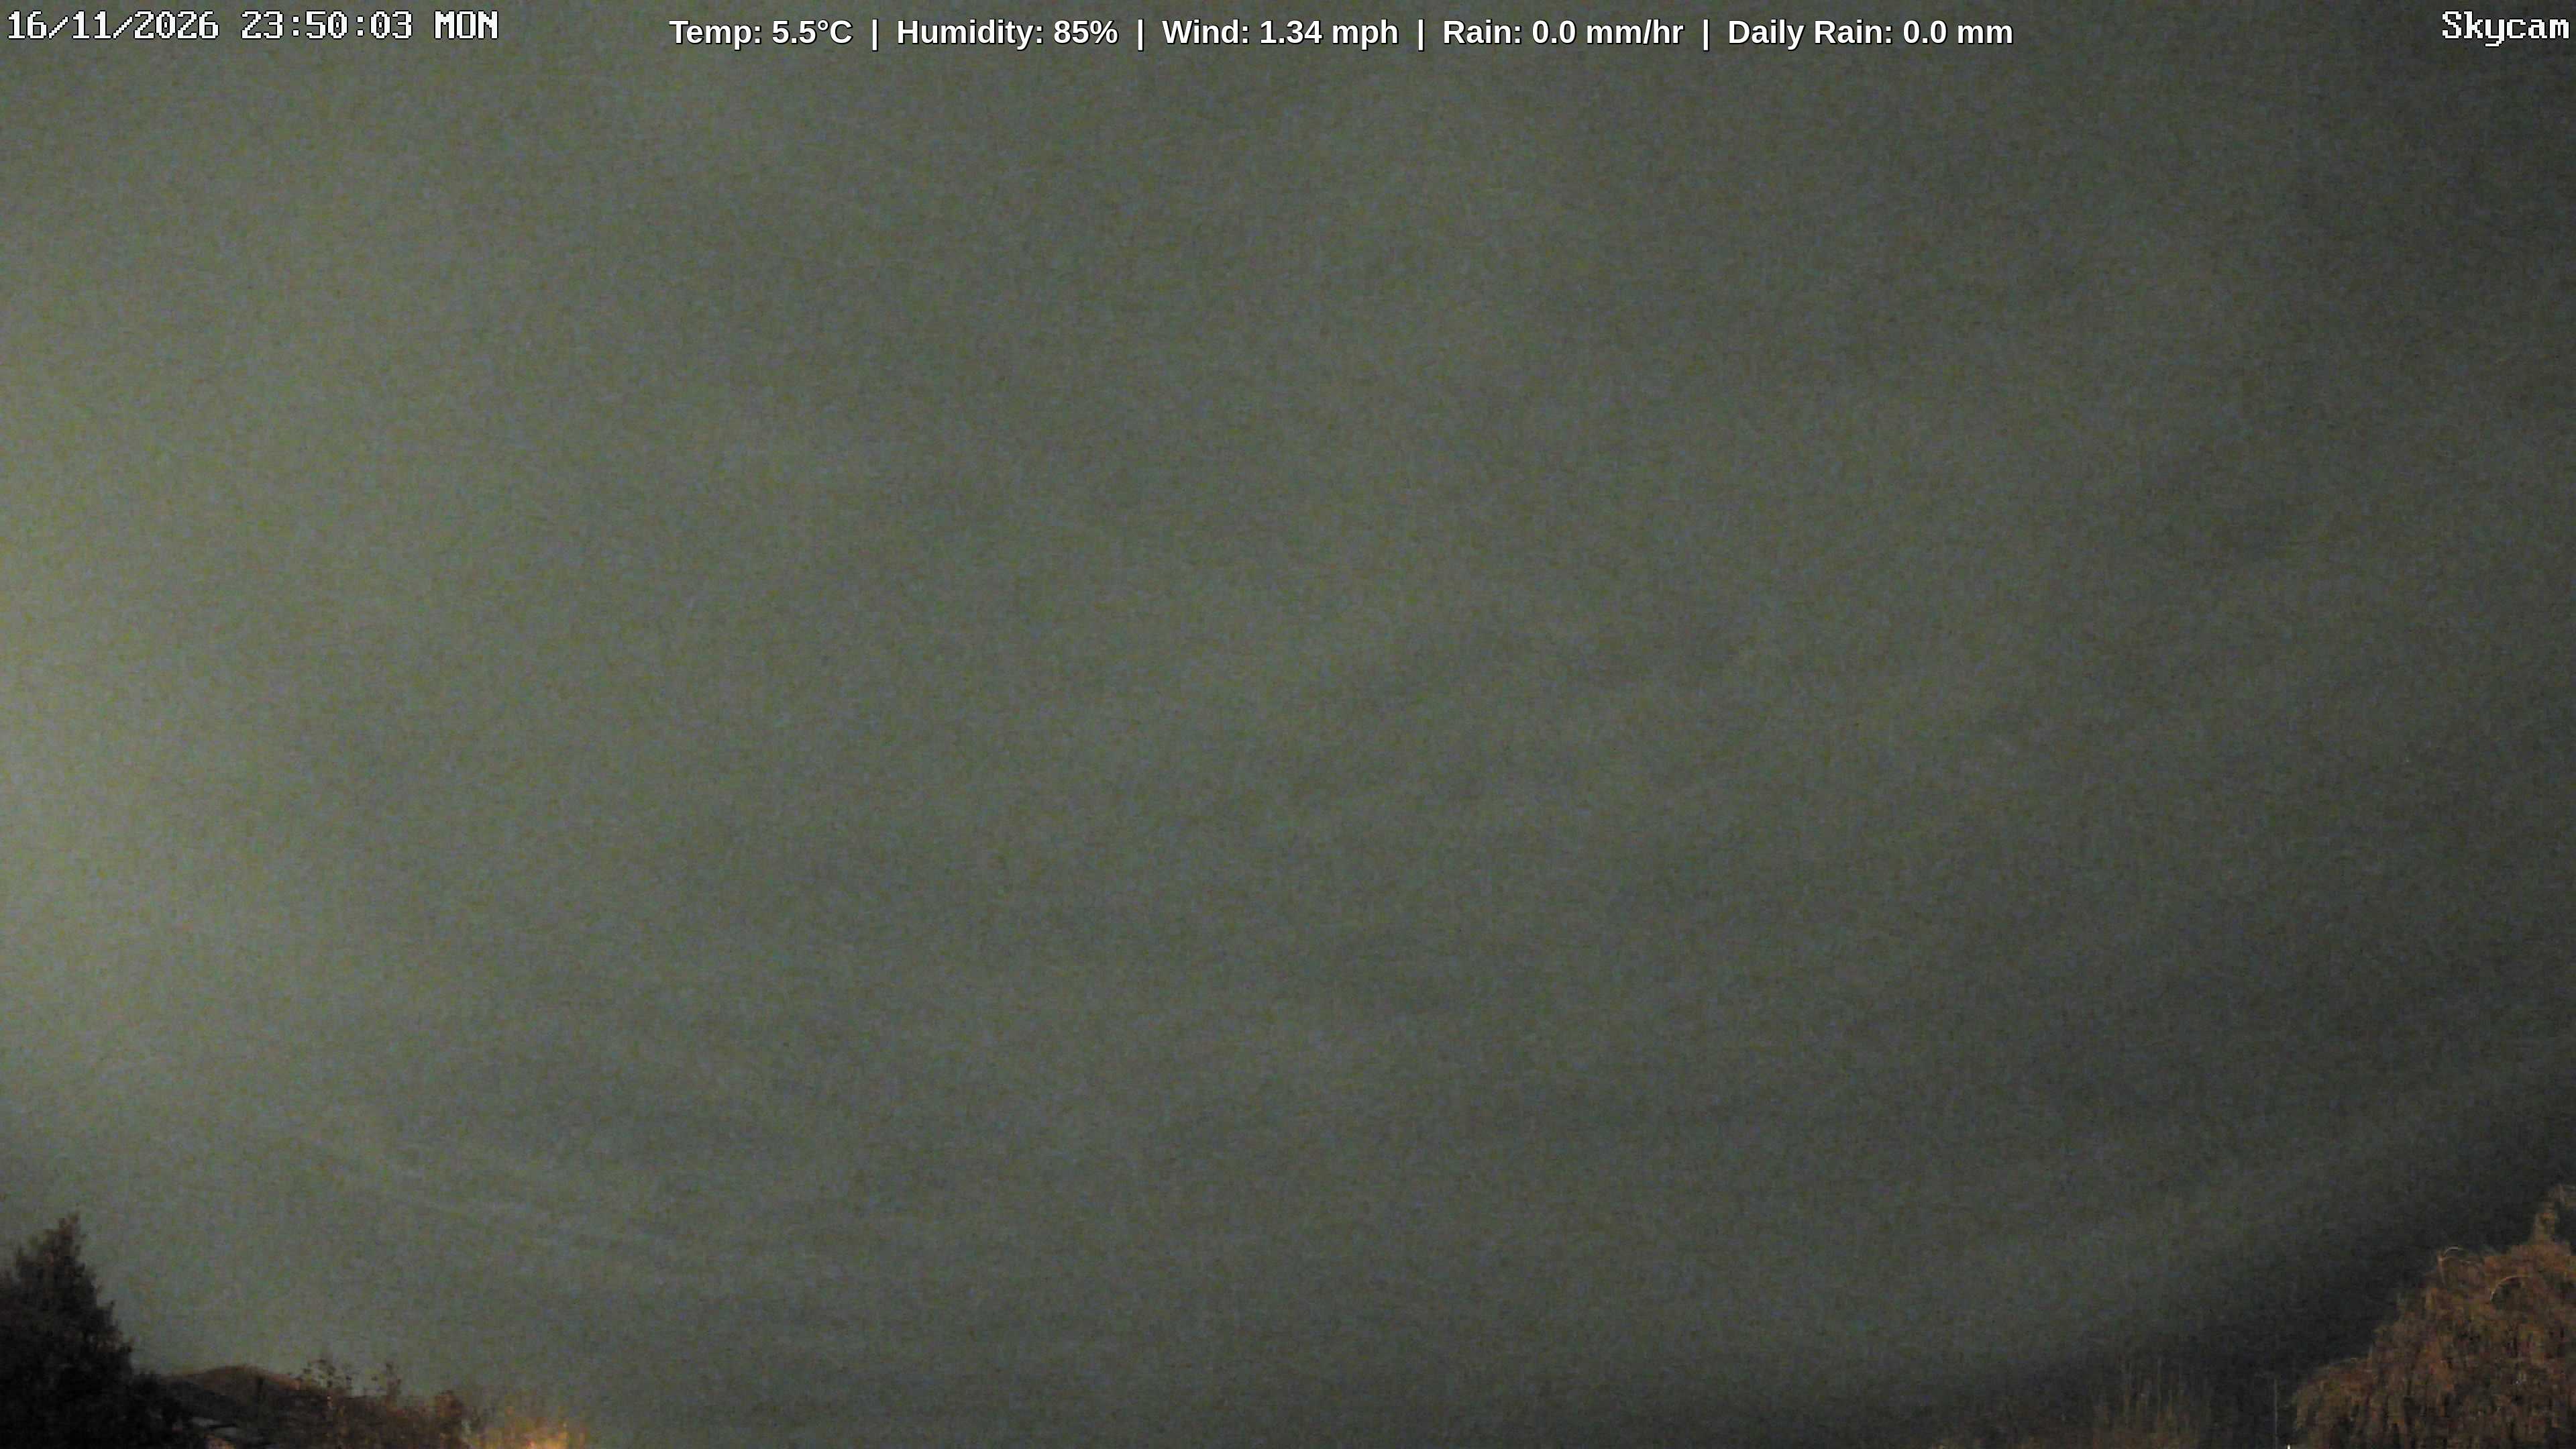 16/11/2026 23:50:03 MON
Temp: 5.5°C | Humidity: 85% | Wind: 1.34 mph | Rain: 0.0 mm/hr | Daily Rain: 0.0 mm
Skycam